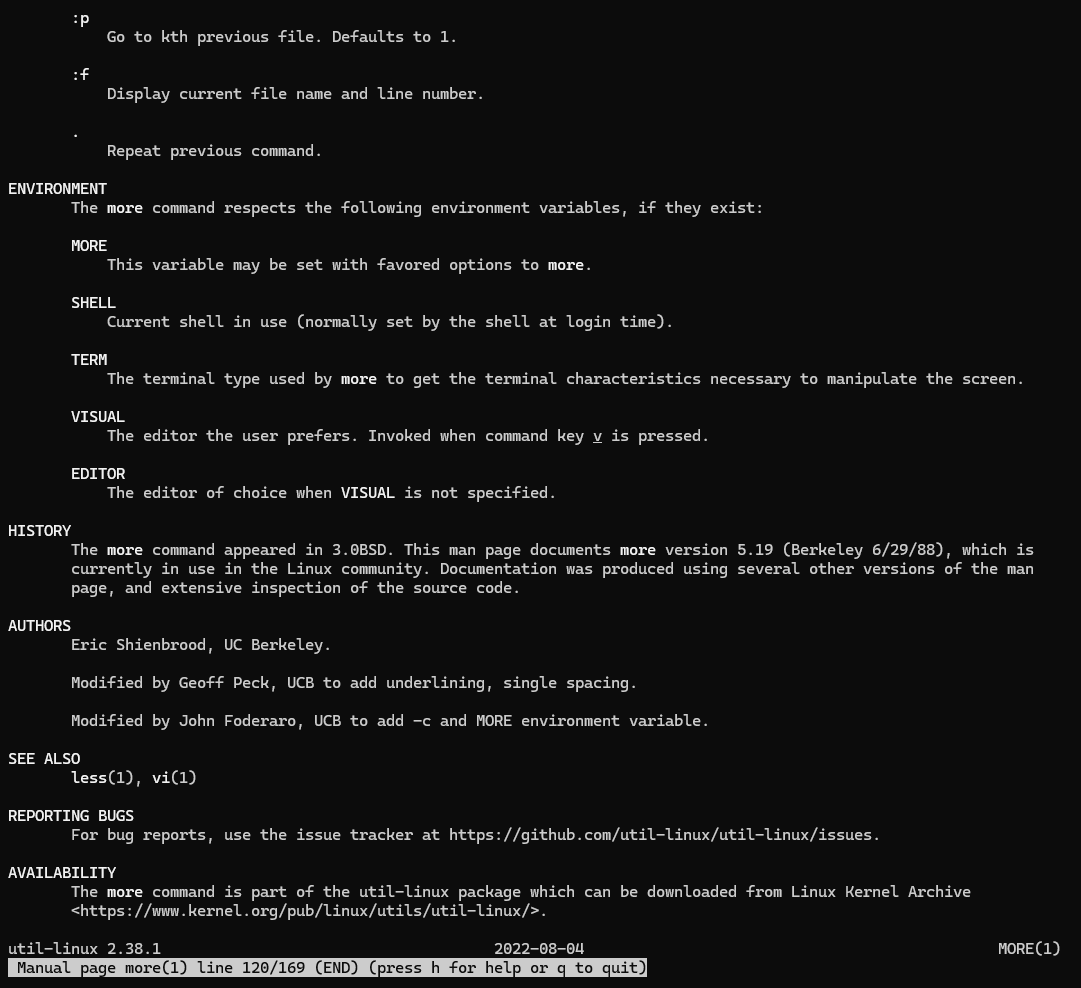 :p
Go to kth previous file. Defaults to 1.
:f
Display current file name and line number.
.
Repeat previous command.
ENVIRONMENT
The more command respects the following environment variables, if they exist:
MORE
This variable may be set with favored options to more.
SHELL
Current shell in use (normally set by the shell at login time).
TERM
The terminal type used by more to get the terminal characteristics necessary to manipulate the screen.
VISUAL
The editor the user prefers. Invoked when command key v is pressed.
EDITOR
The editor of choice when VISUAL is not specified.
HISTORY
The more command appeared in 3.0BSD. This man page documents more version 5.19 (Berkeley 6/29/88), which is
currently in use in the Linux community. Documentation was produced using several other versions of the man
page, and extensive inspection of the source code.
AUTHORS
Eric Shienbrood, UC Berkeley.
Modified by Geoff Peck, UCB to add underlining, single spacing.
Modified by John Foderaro, UCB to add -c and MORE environment variable.
SEE ALSO
less(1), vi(1)
REPORTING BUGS
For bug reports, use the issue tracker at https://github.com/util-linux/util-linux/issues.
AVAILABILITY
The more command is part of the util-linux package which can be downloaded from Linux Kernel Archive
<https://www.kernel.org/pub/linux/utils/util-linux/>.
util-linux 2.38.1 2022-08-04 MORE(1)
Manual page more(1) line 120/169 (END) (press h for help or q to quit)